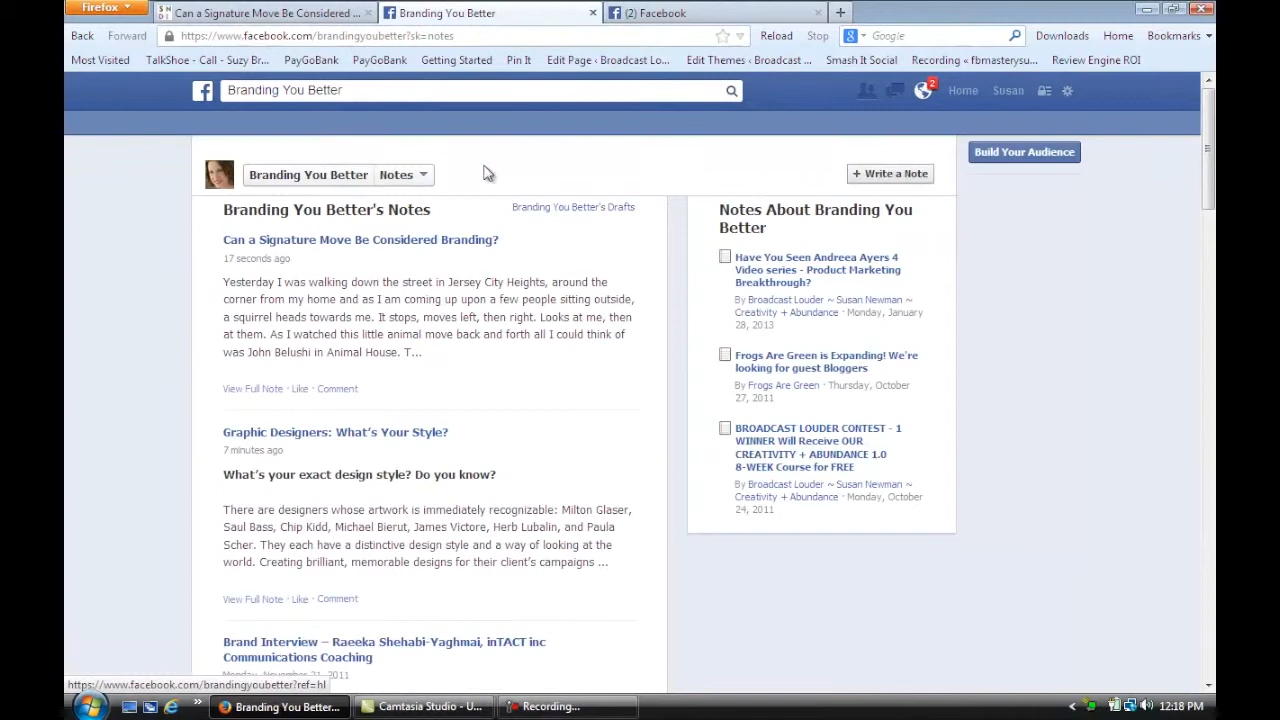 Firefox
Can a Signature Move Be Considered ...
Branding You Better
(2) Facebook
Back
Forward
https://www.facebook.com/brandingyoubetter?sk=notes
Google
Reload
Stop
Downloads
Home
Bookmarks
Most Visited
TalkShoe - Call - Suzy Br...
PayGoBank
PayGoBank
Getting Started
Pin It
Edit Page ‹ Broadcast Lo...
Edit Themes ‹ Broadcast ...
Smash It Social
Recording « fbmasterysu...
Review Engine ROI
Branding You Better
2
Home
Susan
Build Your Audience
Branding You Better
Notes
+ Write a Note
Branding You Better's Notes
Branding You Better's Drafts
Can a Signature Move Be Considered Branding?
17 seconds ago
Yesterday I was walking down the street in Jersey City Heights, around the
corner from my home and as I am coming up upon a few people sitting outside,
a squirrel heads towards me. It stops, moves left, then right. Looks at me, then
at them. As I watched this little animal move back and forth all I could think of
was John Belushi in Animal House. T...
View Full Note · Like · Comment
Graphic Designers: What's Your Style?
7 minutes ago
What's your exact design style? Do you know?
There are designers whose artwork is immediately recognizable: Milton Glaser,
Saul Bass, Chip Kidd, Michael Bierut, James Victore, Herb Lubalin, and Paula
Scher. They each have a distinctive design style and a way of looking at the
world. Creating brilliant, memorable designs for their client's campaigns ...
View Full Note · Like · Comment
Brand Interview – Raeeka Shehabi-Yaghmai, inTACT inc
Communications Coaching
Monday, November 21, 2011
Notes About Branding You
Better
Have You Seen Andreea Ayers 4
Video series - Product Marketing
Breakthrough?
By Broadcast Louder ~ Susan Newman ~
Creativity + Abundance · Monday, January
28, 2013
Frogs Are Green is Expanding! We're
looking for guest Bloggers
By Frogs Are Green · Thursday, October
27, 2011
BROADCAST LOUDER CONTEST - 1
WINNER Will Receive OUR
CREATIVITY + ABUNDANCE 1.0
8-WEEK Course for FREE
By Broadcast Louder ~ Susan Newman ~
Creativity + Abundance · Monday, October
24, 2011
https://www.facebook.com/brandingyoubetter?ref=hl
Branding You Better...
Camtasia Studio - U...
Recording...
12:18 PM